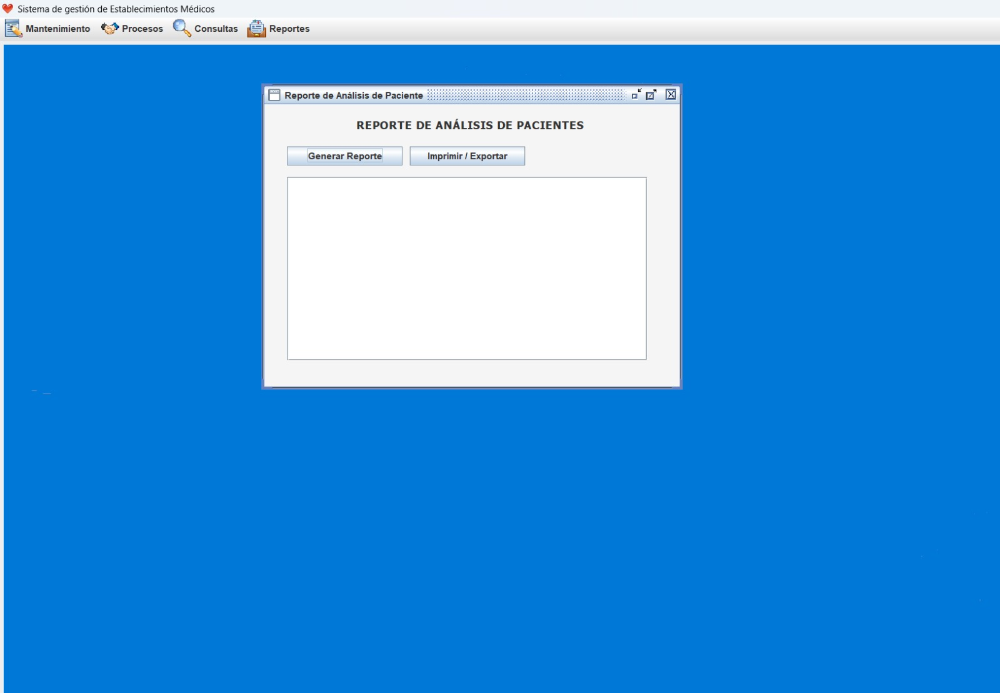 Sistema de gestión de Establecimientos Médicos
Mantenimiento Procesos Consultas Reportes
Reporte de Análisis de Paciente
REPORTE DE ANÁLISIS DE PACIENTES
Generar Reporte Imprimir / Exportar